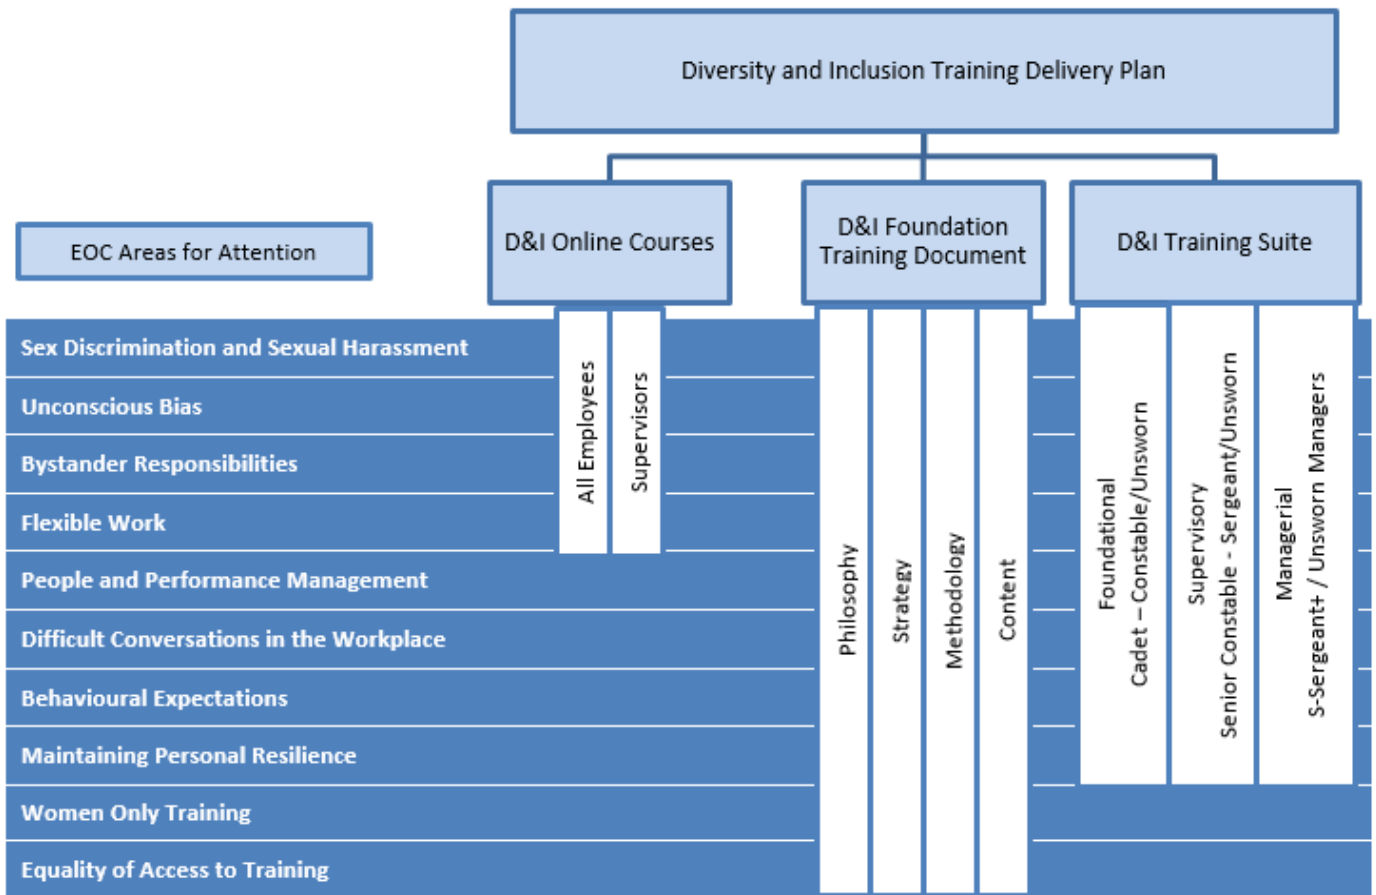 Diversity and Inclusion Training Delivery Plan
EOC Areas for Attention
D&I Online Courses
D&I Foundation
Training Document
D&I Training Suite
Sex Discrimination and Sexual Harassment
Unconscious Bias
Bystander Responsibilities
Flexible Work
People and Performance Management
Difficult Conversations in the Workplace
Behavioural Expectations
Maintaining Personal Resilience
Women Only Training
Equality of Access to Training
All Employees
Supervisors
Philosophy
Strategy
Methodology
Content
Foundational
Cadet – Constable/Unsworn
Supervisory
Senior Constable - Sergeant/Unsworn
Managerial
S-Sergeant+ / Unsworn Managers